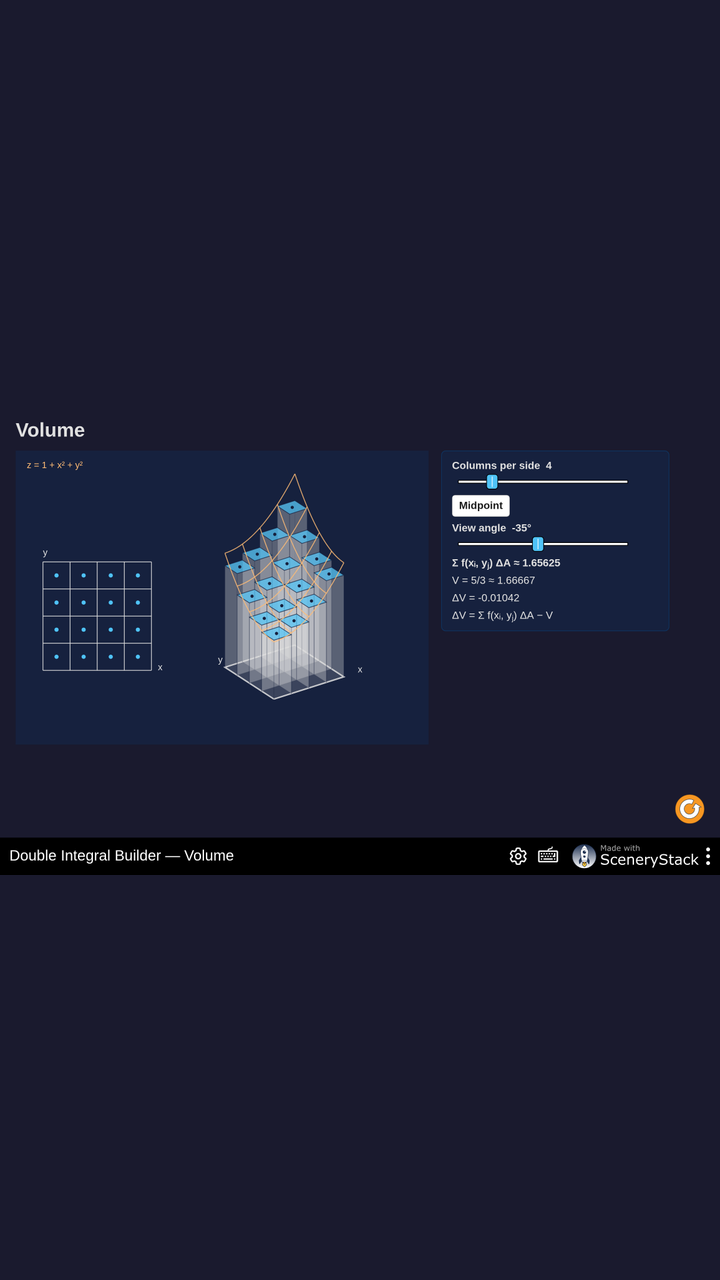 Volume
z = 1 + x² + y²
y
x
y
x
Columns per side 4
Midpoint
View angle -35°
Σ f(xᵢ, yⱼ) ΔA ≈ 1.65625
V = 5/3 ≈ 1.66667
ΔV = -0.01042
ΔV = Σ f(xᵢ, yⱼ) ΔA − V
Double Integral Builder — Volume
Made with
SceneryStack